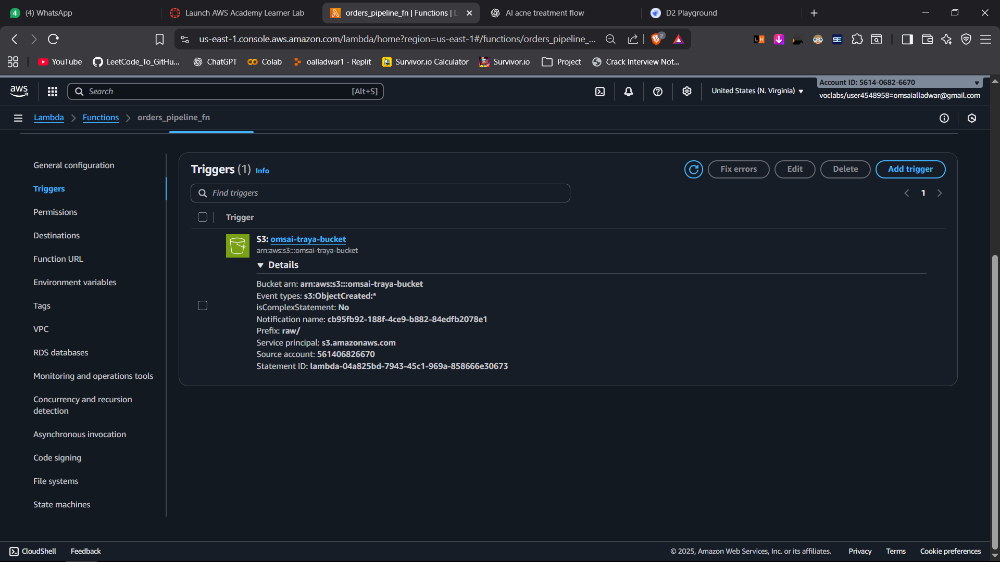 4 (4) WhatsApp
Launch AWS Academy Learner Lab
orders_pipeline_fn | Functions | L
AI acne treatment flow
D2 Playground
us-east-1.console.aws.amazon.com/lambda/home?region=us-east-1#/functions/orders_pipeline_...
2
LH
SE
YouTube
LeetCode_To_GitHu...
ChatGPT
Colab
oalladwar1 - Replit
Survivor.io Calculator
Survivor.io
Project
Crack Interview Not...
aws
Search [Alt+S]
United States (N. Virginia) ▼
Account ID: 5614-0682-6670
voclabs/user4548958=omsaialladwar@gmail.com
Lambda > Functions > orders_pipeline_fn
General configuration
Triggers
Permissions
Destinations
Function URL
Environment variables
Tags
VPC
RDS databases
Monitoring and operations tools
Concurrency and recursion
detection
Asynchronous invocation
Code signing
File systems
State machines
Triggers (1) Info
Fix errors
Edit
Delete
Add trigger
Find triggers
1
Trigger
S3: omsai-traya-bucket
arn:aws:s3:::omsai-traya-bucket
▼ Details
Bucket arn: arn:aws:s3:::omsai-traya-bucket
Event types: s3:ObjectCreated:*
isComplexStatement: No
Notification name: cb95fb92-188f-4ce9-b882-84edfb2078e1
Prefix: raw/
Service principal: s3.amazonaws.com
Source account: 561406826670
Statement ID: lambda-04a825bd-7943-45c1-969a-858666e30673
CloudShell
Feedback
© 2025, Amazon Web Services, Inc. or its affiliates.
Privacy
Terms
Cookie preferences